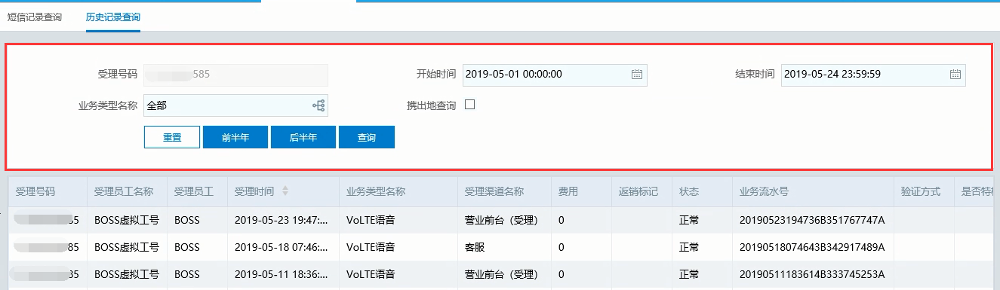 短信记录查询 历史记录查询
受理号码 585 开始时间 2019-05-01 00:00:00 结束时间 2019-05-24 23:59:59
业务类型名称 全部 携出地查询
重置 前半年 后半年 查询
受理号码 受理员工名称 受理员工 受理时间 业务类型名称 受理渠道名称 费用 返销标记 状态 业务流水号 验证方式 是否特
85 BOSS虚拟工号 BOSS 2019-05-23 19:47:... VoLTE语音 营业前台（受理） 0 正常 20190523194736B351767747A
85 BOSS虚拟工号 BOSS 2019-05-18 07:46:... VoLTE语音 客服 0 正常 20190518074643B342917489A
85 BOSS虚拟工号 BOSS 2019-05-11 18:36:... VoLTE语音 营业前台（受理） 0 正常 20190511183614B333745253A